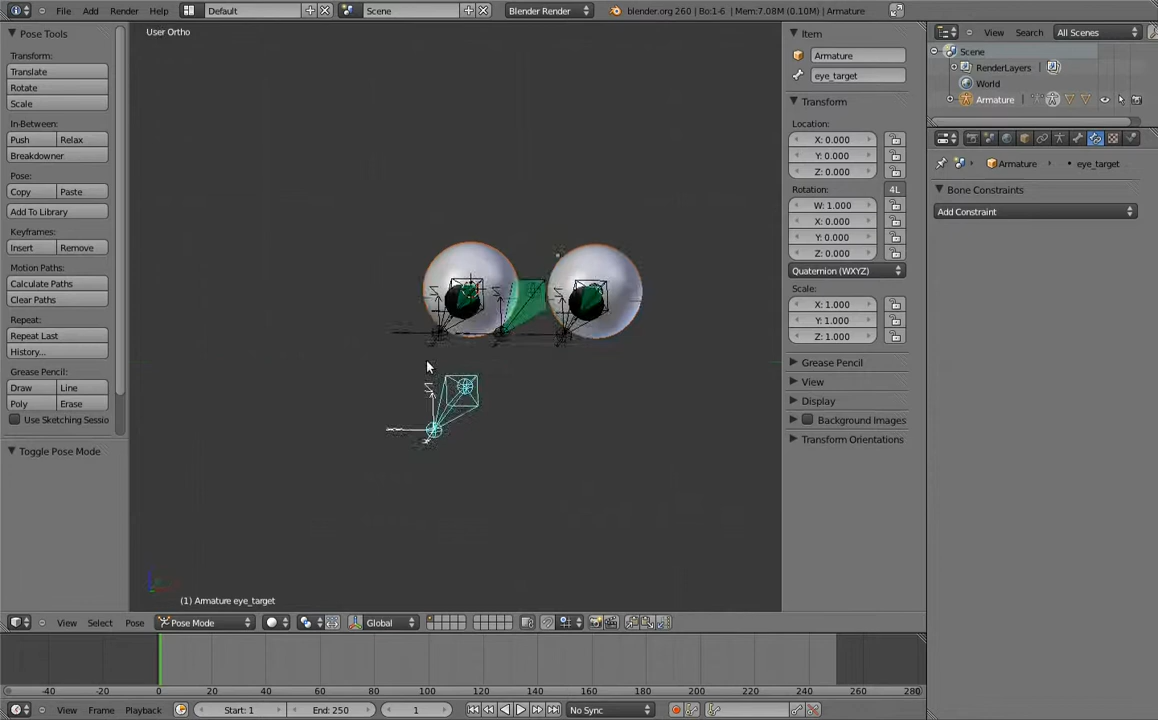 File Add Render Help Default Scene Blender Render blender.org 260 | Bo:1-6 | Mem:7.08M (0.10M) | Armature
Pose Tools
Transform:
Translate
Rotate
Scale
In-Between:
Push Relax
Breakdowner
Pose:
Copy Paste
Add To Library
Keyframes:
Insert Remove
Motion Paths:
Calculate Paths
Clear Paths
Repeat:
Repeat Last
History...
Grease Pencil:
Draw Line
Poly Erase
Use Sketching Sessio
Toggle Pose Mode
User Ortho
(1) Armature eye_target
Item
Armature
eye_target
Transform
Location:
X: 0.000
Y: 0.000
Z: 0.000
Rotation:
4L
W: 1.000
X: 0.000
Y: 0.000
Z: 0.000
Quaternion (WXYZ)
Scale:
X: 1.000
Y: 1.000
Z: 1.000
Grease Pencil
View
Display
Background Images
Transform Orientations
View Search All Scenes
Scene
RenderLayers
World
Armature
Armature eye_target
Bone Constraints
Add Constraint
View Select Pose Pose Mode Global
-40 -20 0 20 40 60 80 100 120 140 160 180 200 220 240 260 280
View Frame Playback Start: 1 End: 250 1 No Sync